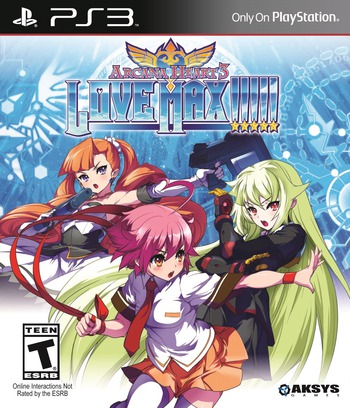 PS3
Only On PlayStation®
ARCANA HEART 3
LOVE MAX!!!!!!
TEEN
T
ESRB
Online Interactions Not
Rated by the ESRB
AKSYS
GAMES